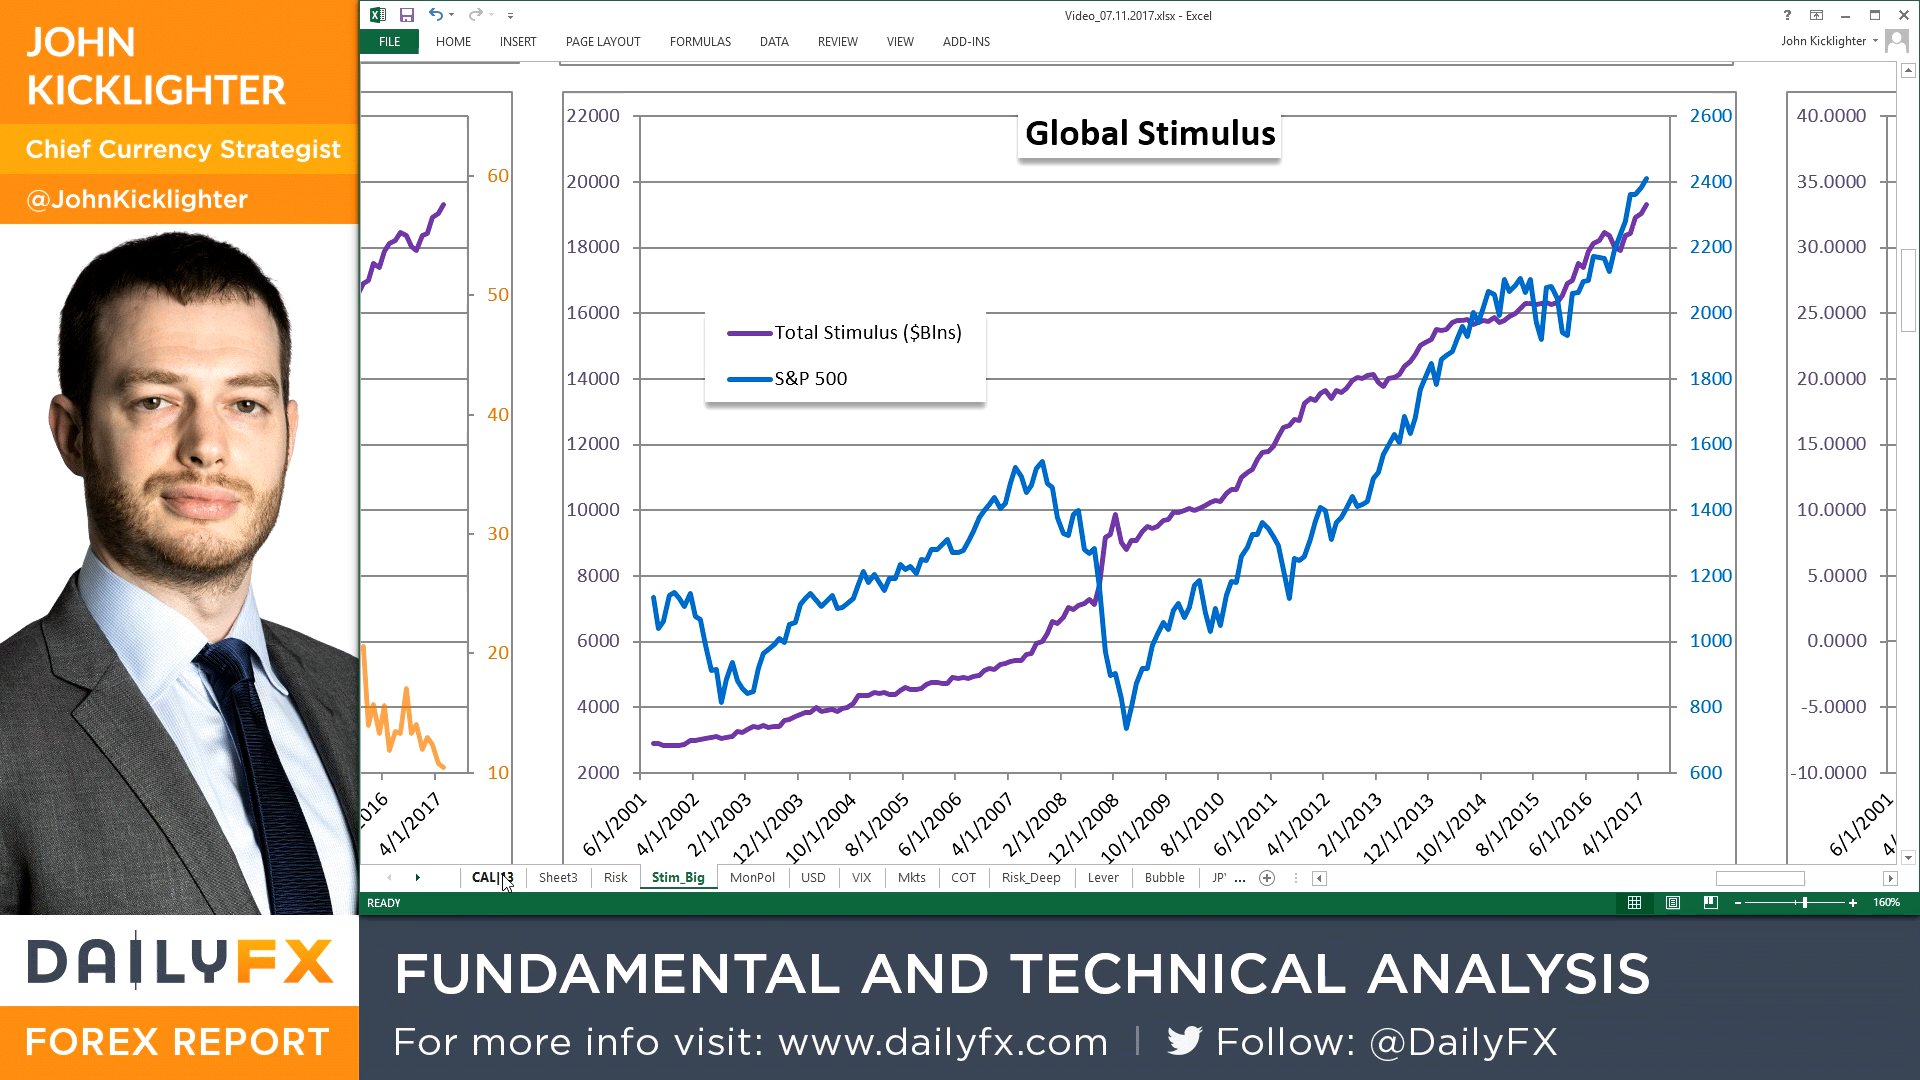 JOHN
KICKLIGHTER
Chief Currency Strategist
@JohnKicklighter
Video_07.11.2017.xlsx - Excel
?
FILE HOME INSERT PAGE LAYOUT FORMULAS DATA REVIEW VIEW ADD-INS
John Kicklighter
60
50
40
30
20
10
4/1/2017
Global Stimulus
22000
20000
18000
16000
14000
12000
10000
8000
6000
4000
2000
Total Stimulus ($Blns)
S&P 500
2600
2400
2200
2000
1800
1600
1400
1200
1000
800
600
6/1/2001 4/1/2002 2/1/2003 12/1/2003 10/1/2004 8/1/2005 6/1/2006 4/1/2007 2/1/2008 12/1/2008 10/1/2009 8/1/2010 6/1/2011 4/1/2012 2/1/2013 12/1/2013 10/1/2014 8/1/2015 6/1/2016 4/1/2017
40.0000
35.0000
30.0000
25.0000
20.0000
15.0000
10.0000
5.0000
0.0000
-5.0000
-10.0000
6/1/2001
Sheet3 Risk Stim_Big MonPol USD VIX Mkts COT Risk_Deep Lever Bubble JP' ...
READY
160%
DAILYFX
FOREX REPORT
FUNDAMENTAL AND TECHNICAL ANALYSIS
For more info visit: www.dailyfx.com | Follow: @DailyFX